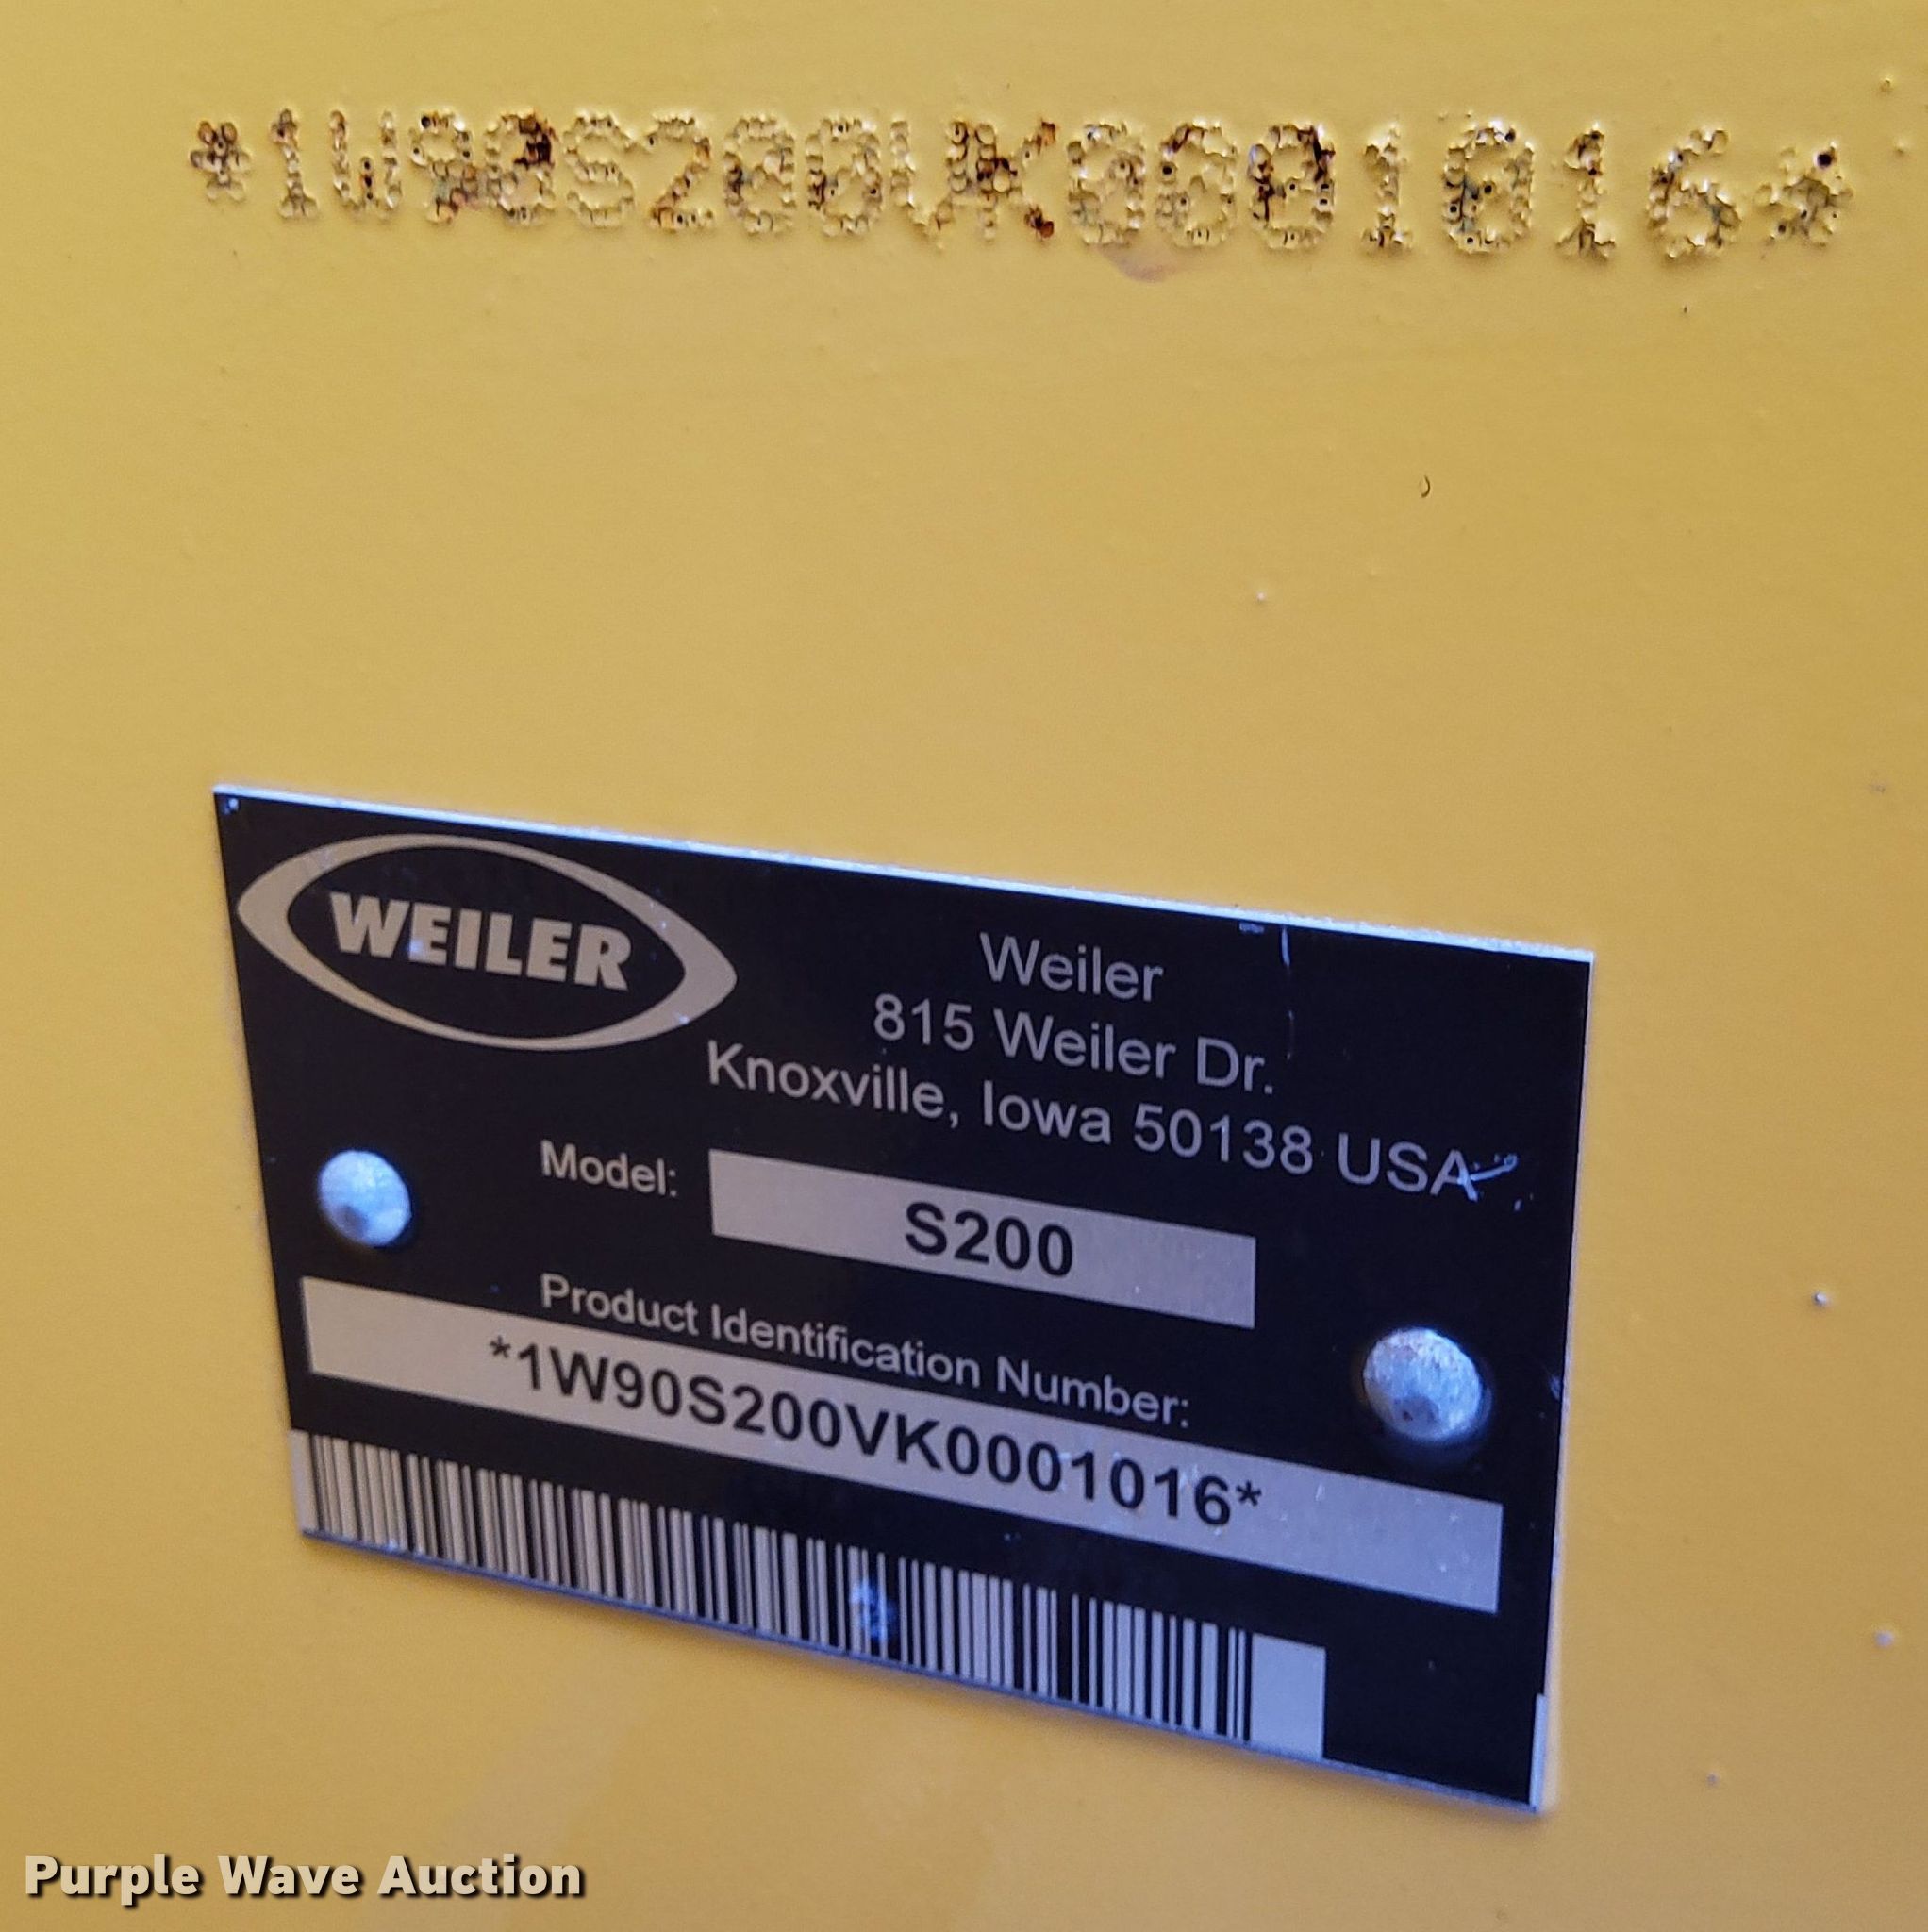 *1W90S200VK0001016*
WEILER
Weiler
815 Weiler Dr.
Knoxville, Iowa 50138 USA
Model:
S200
Product Identification Number:
*1W90S200VK0001016*
Purple Wave Auction